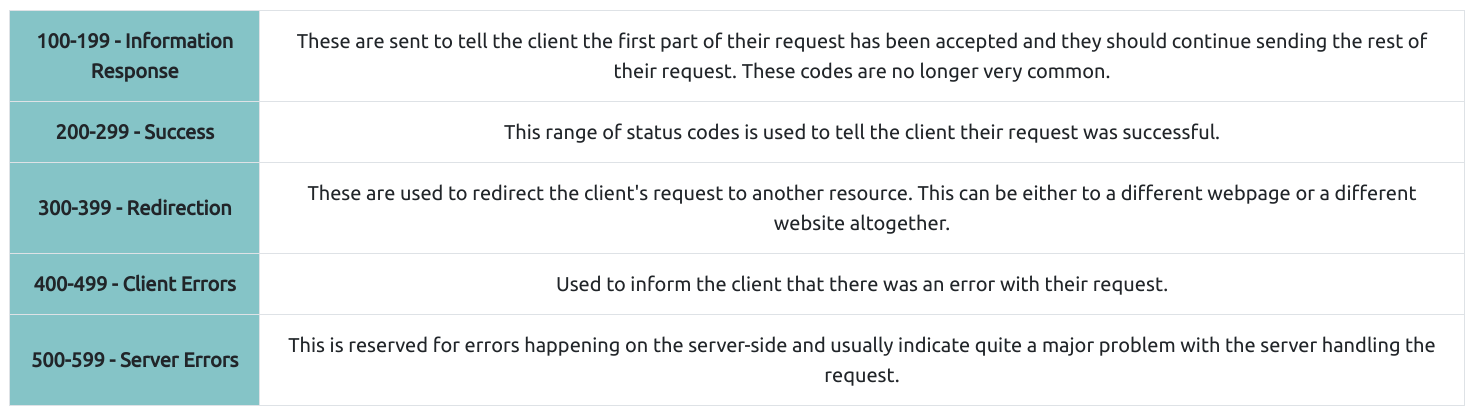 100-199 - Information
Response
These are sent to tell the client the first part of their request has been accepted and they should continue sending the rest of
their request. These codes are no longer very common.
200-299 - Success
This range of status codes is used to tell the client their request was successful.
300-399 - Redirection
These are used to redirect the client's request to another resource. This can be either to a different webpage or a different
website altogether.
400-499 - Client Errors
Used to inform the client that there was an error with their request.
500-599 - Server Errors
This is reserved for errors happening on the server-side and usually indicate quite a major problem with the server handling the
request.